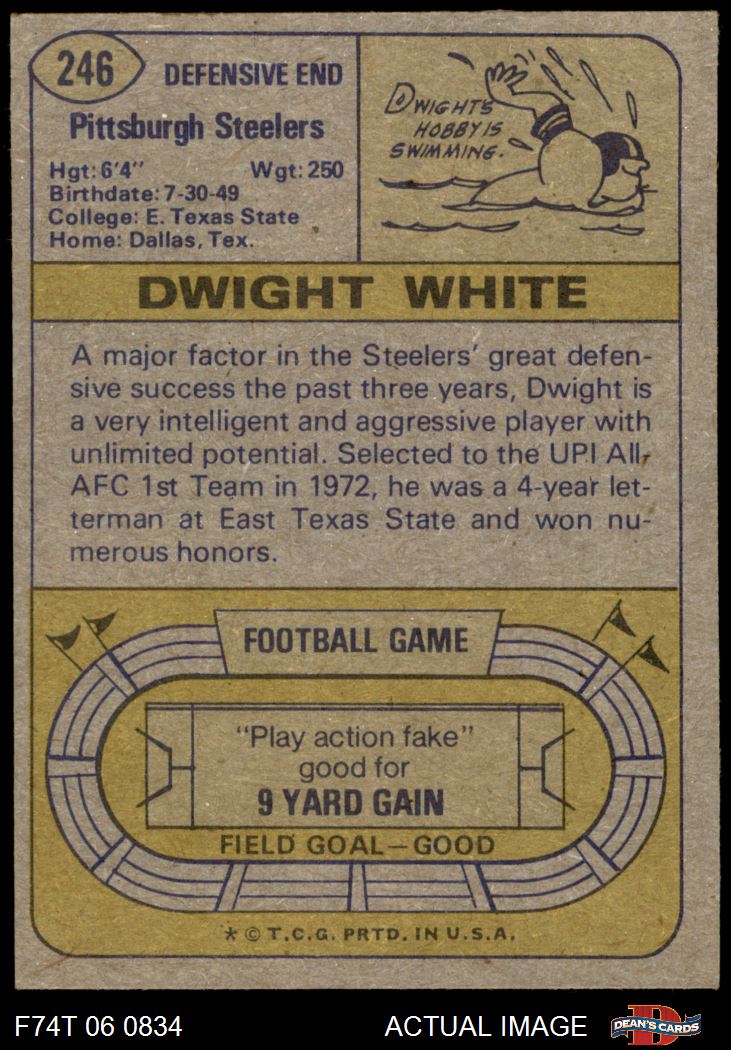 246
DEFENSIVE END
Pittsburgh Steelers
Hgt: 6'4" Wgt: 250
Birthdate: 7-30-49
College: E. Texas State
Home: Dallas, Tex.
DWIGHT'S
HOBBY IS
SWIMMING.
DWIGHT WHITE
A major factor in the Steelers' great defen-
sive success the past three years, Dwight is
a very intelligent and aggressive player with
unlimited potential. Selected to the UPI All-
AFC 1st Team in 1972, he was a 4-year let-
terman at East Texas State and won nu-
merous honors.
FOOTBALL GAME
"Play action fake"
good for
9 YARD GAIN
FIELD GOAL—GOOD
* © T.C.G. PRTD. IN U.S.A.
F74T 06 0834 ACTUAL IMAGE
D
DEAN'S CARDS